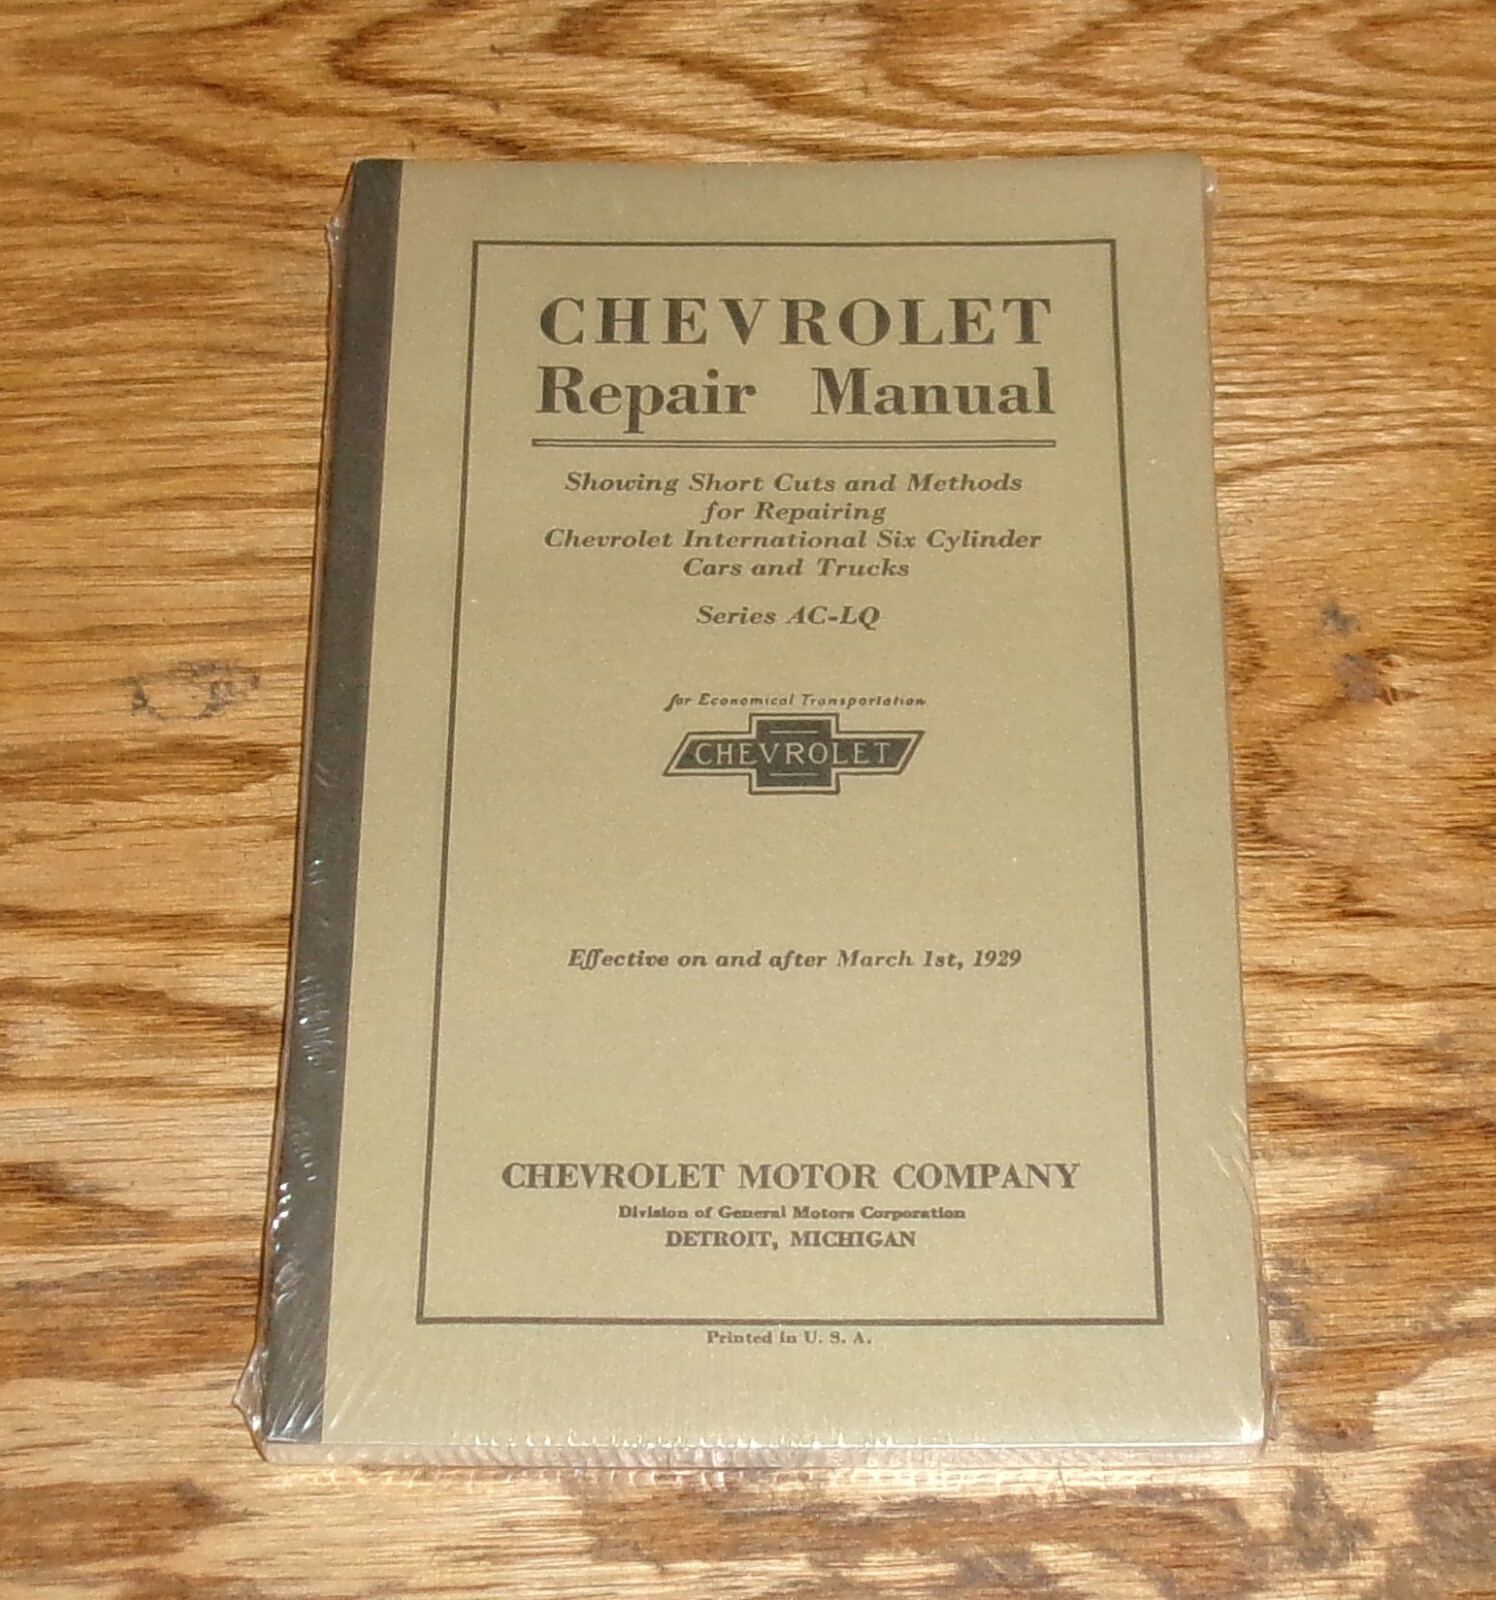 CHEVROLET
Repair Manual
Showing Short Cuts and Methods
for Repairing
Chevrolet International Six Cylinder
Cars and Trucks
Series AC-LQ
for Economical Transportation
CHEVROLET
Effective on and after March 1st, 1929
CHEVROLET MOTOR COMPANY
Division of General Motors Corporation
DETROIT, MICHIGAN
Printed in U. S. A.